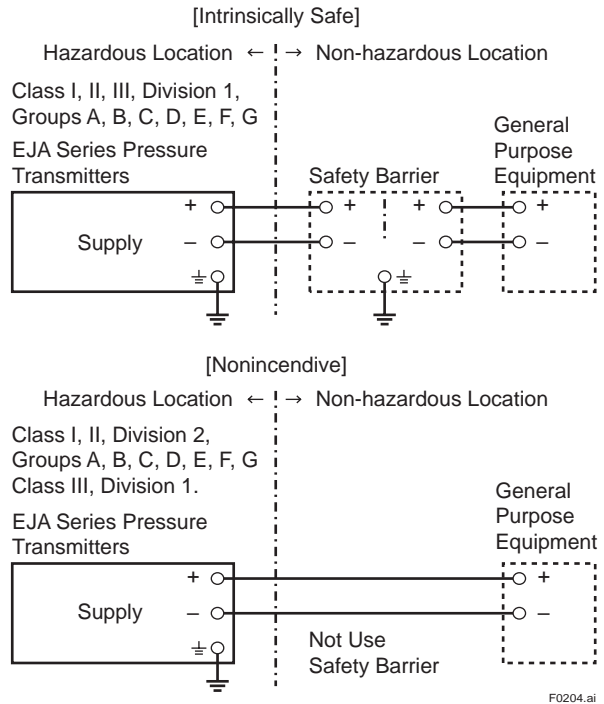 [Intrinsically Safe]
Hazardous Location ← → Non-hazardous Location
Class I, II, III, Division 1,
Groups A, B, C, D, E, F, G
EJA Series Pressure
Transmitters
Safety Barrier
General
Purpose
Equipment
+ + + +
Supply – – – –
[Nonincendive]
Hazardous Location ← → Non-hazardous Location
Class I, II, Division 2,
Groups A, B, C, D, E, F, G
Class III, Division 1.
EJA Series Pressure
Transmitters
General
Purpose
Equipment
+ +
Supply – –
Not Use
Safety Barrier
F0204.ai